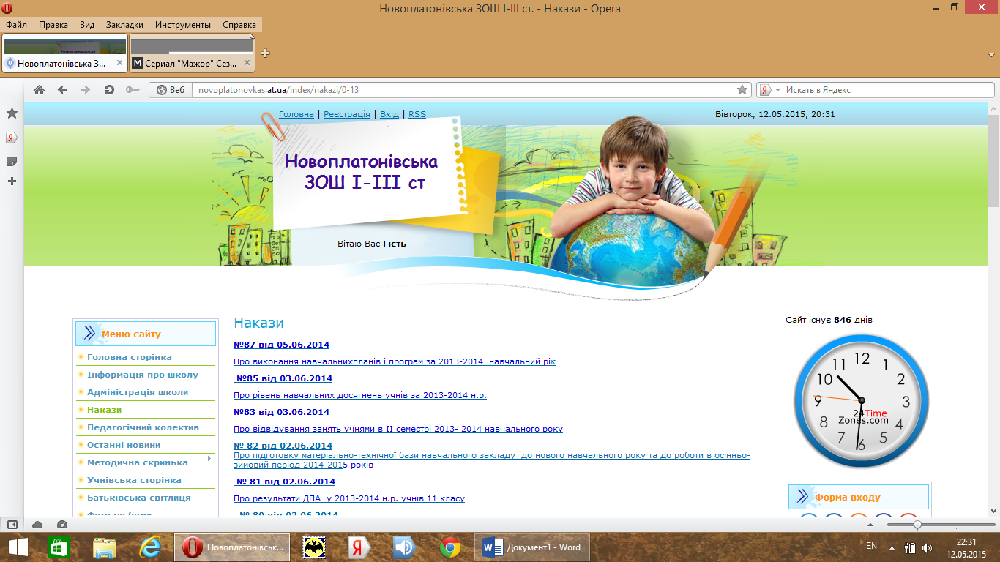 Новоплатонівська ЗОШ І-ІІІ ст. - Накази - Opera
Файл Правка Вид Закладки Инструменты Справка
Новоплатонівська З...
Сериал "Мажор" Сез...
Веб
novoplatonovkas.at.ua/index/nakazi/0-13
Искать в Яндекс
Головна | Реєстрація | Вхід | RSS
Вівторок, 12.05.2015, 20:31
Новоплатонівська
ЗОШ І-ІІІ ст
Вітаю Вас Гість
Меню сайту
Головна сторінка
Інформація про школу
Адміністрація школи
Накази
Педагогічний колектив
Останні новини
Методична скринька
Учнівська сторінка
Батьківська світлиця
Фотоальбоми
Накази
№87 від 05.06.2014
Про виконання навчальнихпланів і програм за 2013-2014 навчальний рік
№85 від 03.06.2014
Про рівень навчальних досягнень учнів за 2013-2014 н.р.
№83 від 03.06.2014
Про відвідування занять учнями в ІІ семестрі 2013- 2014 навчального року
№ 82 від 02.06.2014
Про підготовку матеріально-технічної бази навчального закладу до нового навчального року та до роботи в осінньо-
зимовий період 2014-2015 років
№ 81 від 02.06.2014
Про результати ДПА у 2013-2014 н.р. учнів 11 класу
№ 80 від 02.06.2014
Сайт існує 846 днів
12
11 1
10 2
9 3
8 4
7 5
6
24Time
Zones.com
Форма входу
Новоплатонівськ...
Документ1 - Word
EN
22:31
12.05.2015